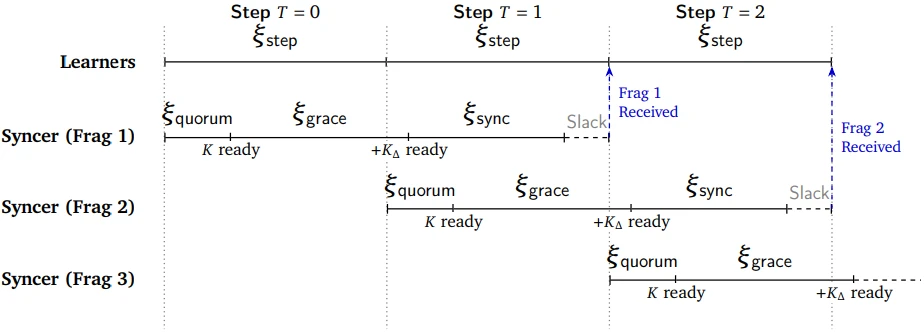 Step T = 0 Step T = 1 Step T = 2
ξstep ξstep ξstep
Learners
Frag 1
Received
ξquorum ξgrace ξsync Slack
Syncer (Frag 1)
K ready +KΔ ready
Frag 2
Received
ξquorum ξgrace ξsync Slack
Syncer (Frag 2)
K ready +KΔ ready
ξquorum ξgrace
Syncer (Frag 3)
K ready +KΔ ready